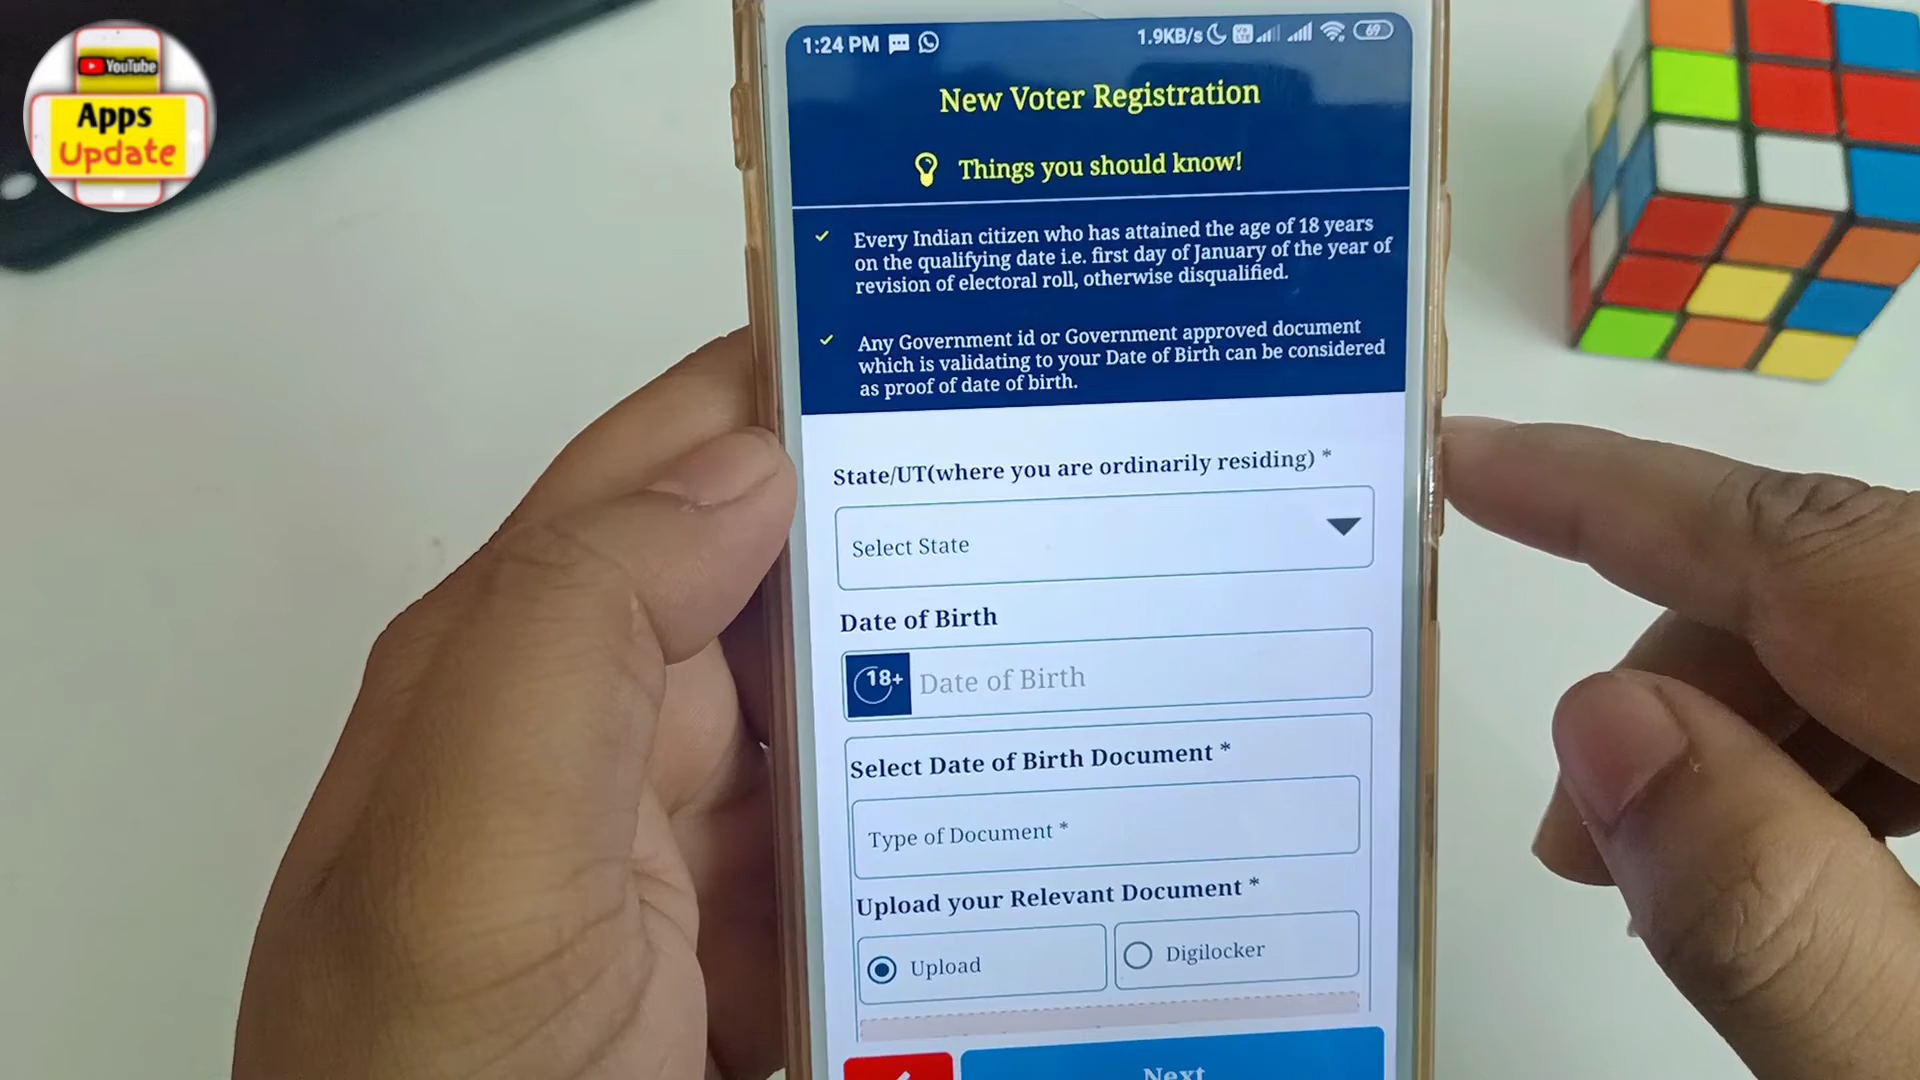 YouTube
Apps
Update
1:24 PM
1.9KB/s
69
New Voter Registration
Things you should know!
Every Indian citizen who has attained the age of 18 years
on the qualifying date i.e. first day of January of the year of
revision of electoral roll, otherwise disqualified.
Any Government id or Government approved document
which is validating to your Date of Birth can be considered
as proof of date of birth.
State/UT(where you are ordinarily residing) *
Select State
Date of Birth
18+ Date of Birth
Select Date of Birth Document *
Type of Document *
Upload your Relevant Document *
Upload
Digilocker
Next